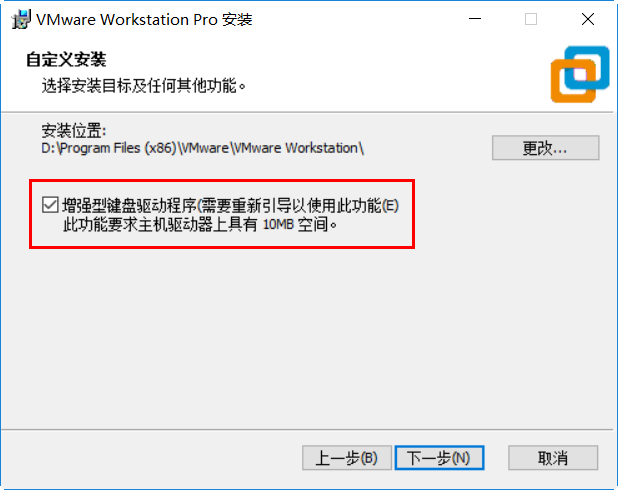 VMware Workstation Pro 安装
自定义安装
选择安装目标及任何其他功能。
安装位置:
D:\Program Files (x86)\VMware\VMware Workstation\
更改...
增强型键盘驱动程序(需要重新引导以使用此功能(E)
此功能要求主机驱动器上具有 10MB 空间。
上一步(B) 下一步(N) 取消